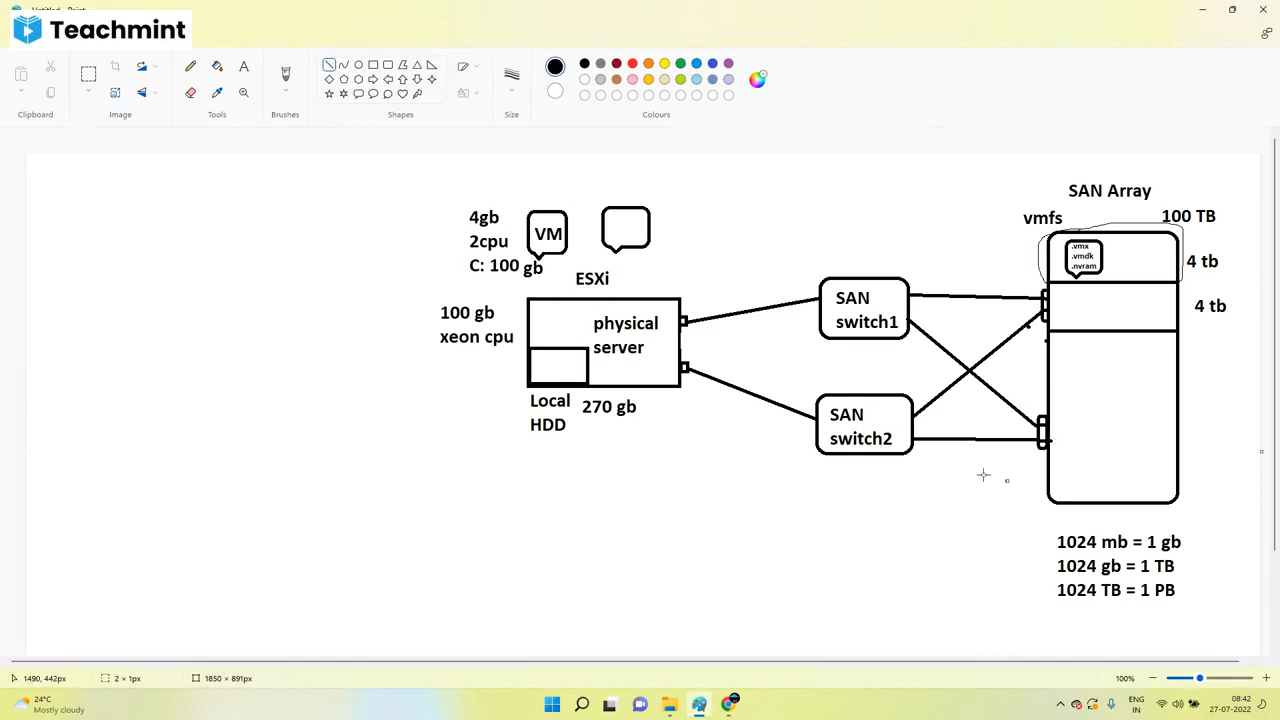 Untitled - Paint
Teachmint
Clipboard
Image
Tools
Brushes
Shapes
Size
Colours
SAN Array
vmfs
100 TB
4gb
2cpu
C: 100 gb
VM
ESXi
.vmx
.vmdk
.nvram
4 tb
4 tb
100 gb
xeon cpu
physical
server
SAN
switch1
Local
HDD
270 gb
SAN
switch2
1024 mb = 1 gb
1024 gb = 1 TB
1024 TB = 1 PB
1490, 442px
2 × 1px
1850 × 891px
100%
24°C
Mostly cloudy
ENG
IN
08:42
27-07-2022